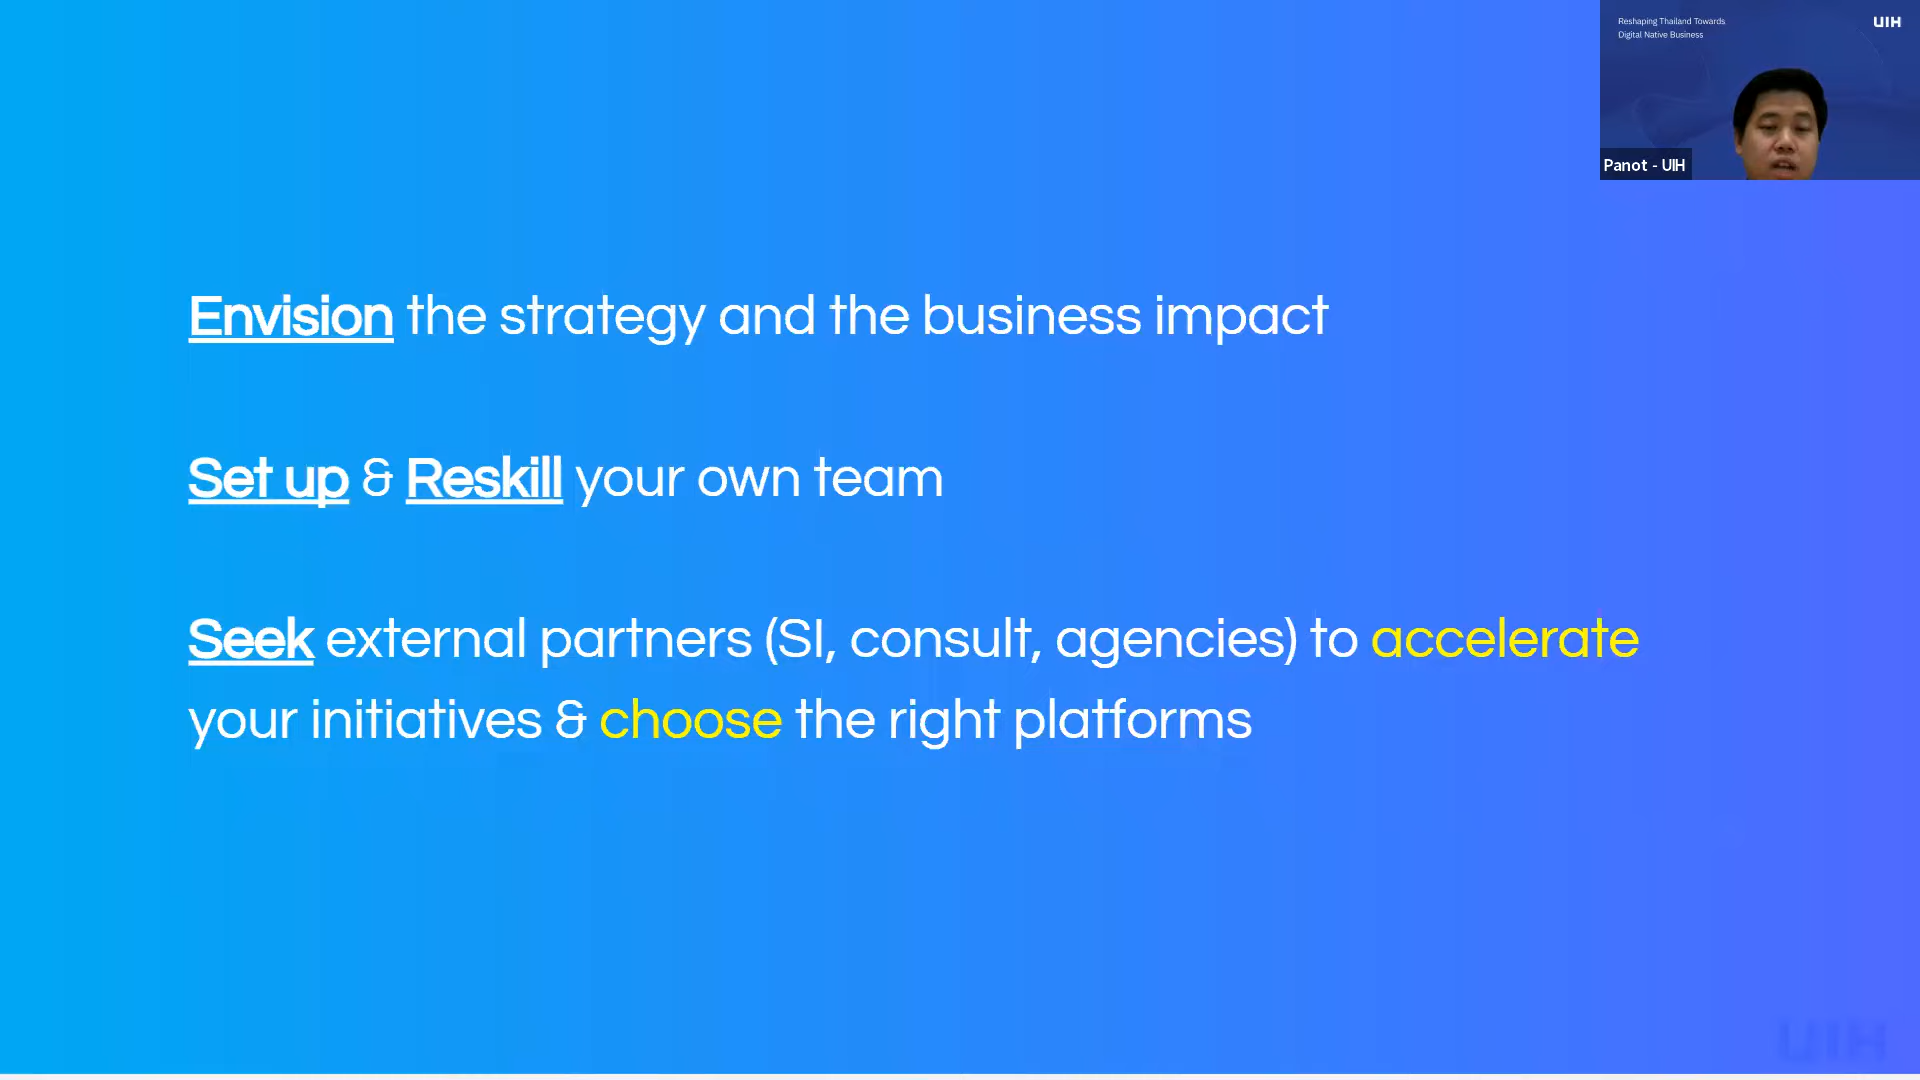 Reshaping Thailand Towards
Digital Native Business
UIH
Panot - UIH
Envision the strategy and the business impact
Set up & Reskill your own team
Seek external partners (SI, consult, agencies) to accelerate
your initiatives & choose the right platforms
UIH